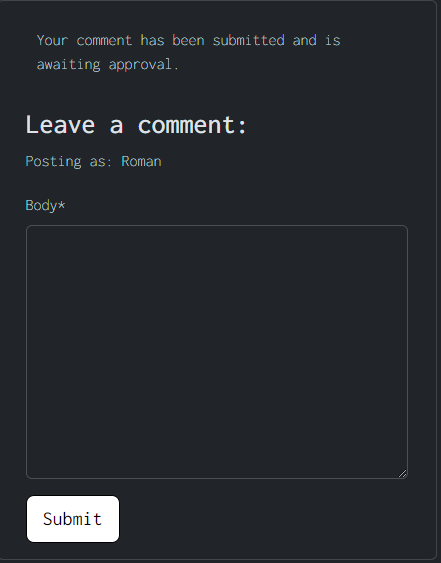 Your comment has been submitted and is
awaiting approval.
Leave a comment:
Posting as: Roman
Body*
Submit